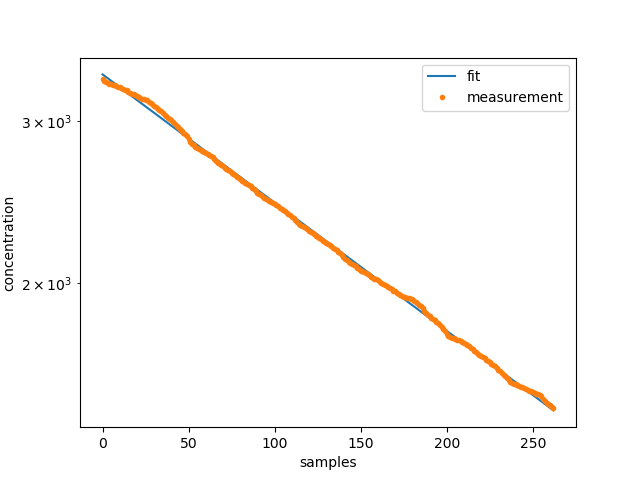 fit
measurement
3 × 10³
2 × 10³
concentration
0 50 100 150 200 250
samples